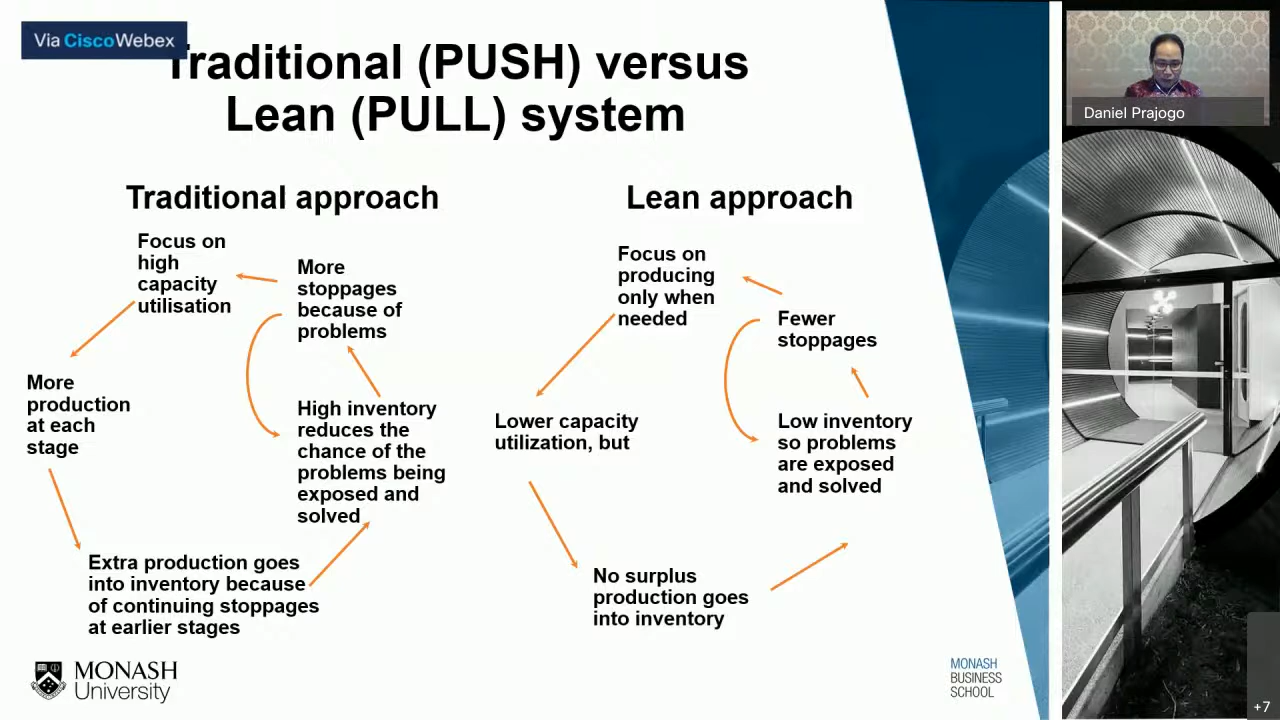 Via CiscoWebex
Traditional (PUSH) versus
Lean (PULL) system
Traditional approach
Focus on
high
capacity
utilisation
More
stoppages
because of
problems
More
production
at each
stage
High inventory
reduces the
chance of the
problems being
exposed and
solved
Extra production goes
into inventory because
of continuing stoppages
at earlier stages
Lean approach
Focus on
producing
only when
needed
Fewer
stoppages
Lower capacity
utilization, but
Low inventory
so problems
are exposed
and solved
No surplus
production goes
into inventory
MONASH
University
MONASH
BUSINESS
SCHOOL
Daniel Prajogo
+7